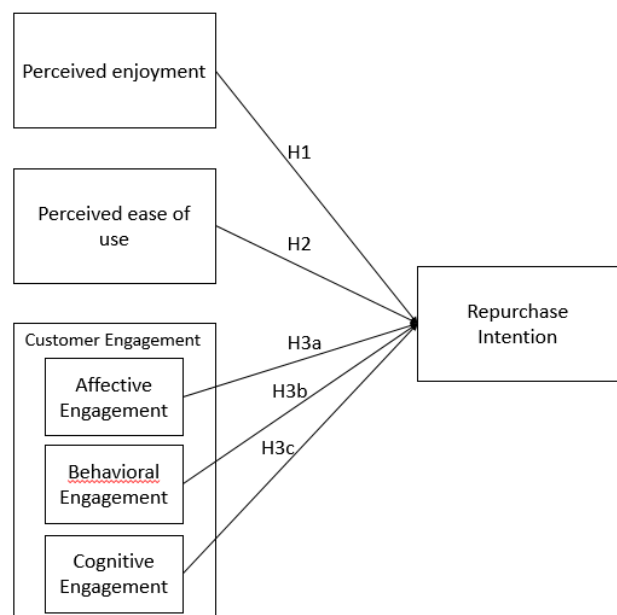 Perceived enjoyment
H1
Perceived ease of
use
H2
Repurchase
Intention
Customer Engagement
H3a
Affective
Engagement
H3b
Behavioral
Engagement
H3c
Cognitive
Engagement